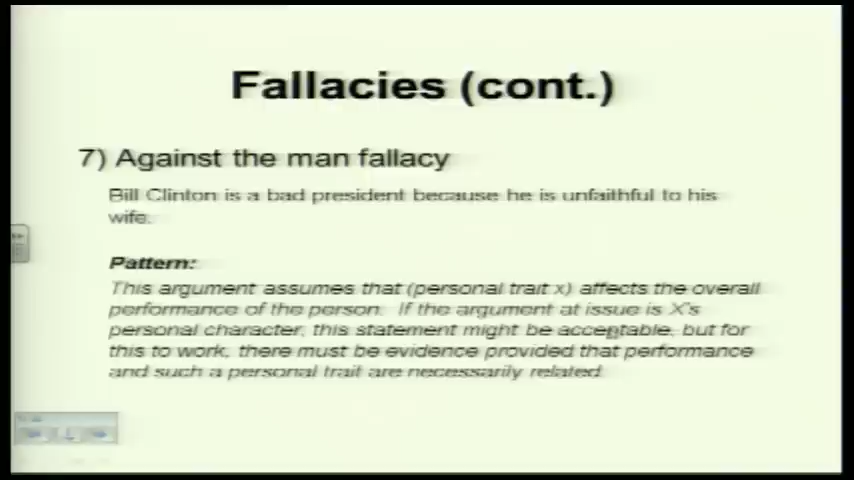 Fallacies (cont.)
7) Against the man fallacy
Bill Clinton is a bad president because he is unfaithful to his
wife.
Pattern:
This argument assumes that (personal trait x) affects the overall
performance of the person. If the argument at issue is X's
personal character, this statement might be acceptable, but for
this to work, there must be evidence provided that performance
and such a personal trait are necessarily related.